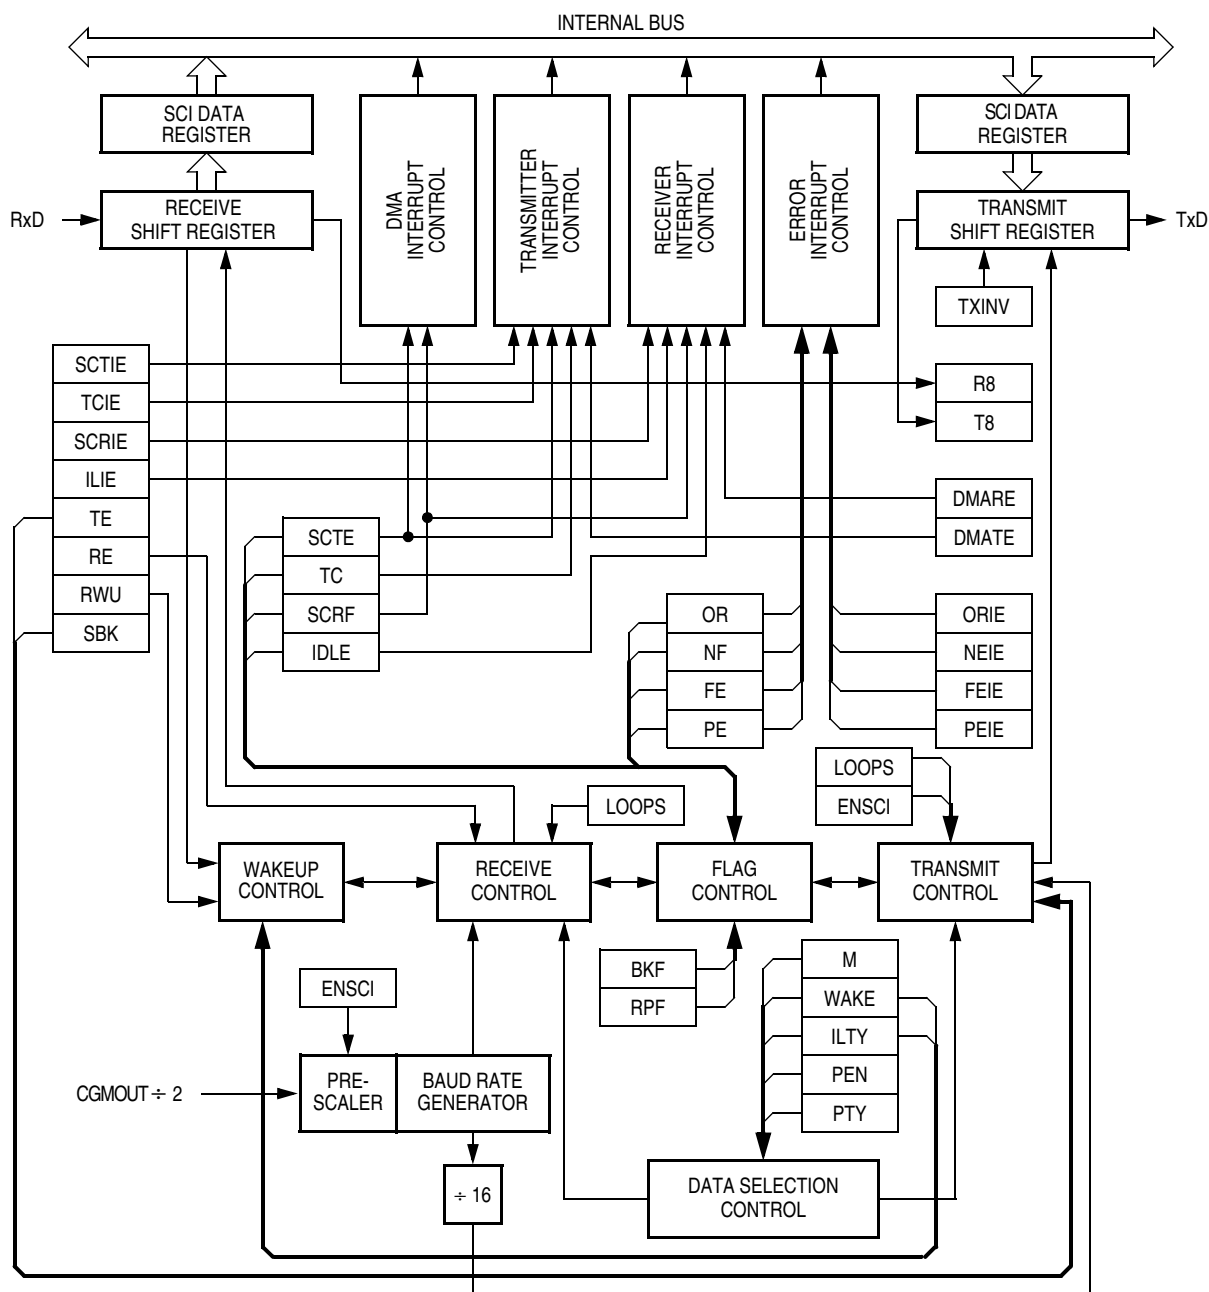 INTERNAL BUS
SCI DATA
REGISTER
SCI DATA
REGISTER
RxD
RECEIVE
SHIFT REGISTER
DMA
INTERRUPT
CONTROL
TRANSMITTER
INTERRUPT
CONTROL
RECEIVER
INTERRUPT
CONTROL
ERROR
INTERRUPT
CONTROL
TRANSMIT
SHIFT REGISTER
TxD
TXINV
SCTIE
TCIE
SCRIE
ILIE
TE
RE
RWU
SBK
R8
T8
DMARE
DMATE
SCTE
TC
SCRF
IDLE
OR
NF
FE
PE
ORIE
NEIE
FEIE
PEIE
LOOPS
ENSCI
LOOPS
WAKEUP
CONTROL
RECEIVE
CONTROL
FLAG
CONTROL
TRANSMIT
CONTROL
BKF
RPF
M
WAKE
ILTY
PEN
PTY
ENSCI
CGMOUT ÷ 2
PRE-
SCALER
BAUD RATE
GENERATOR
÷ 16
DATA SELECTION
CONTROL